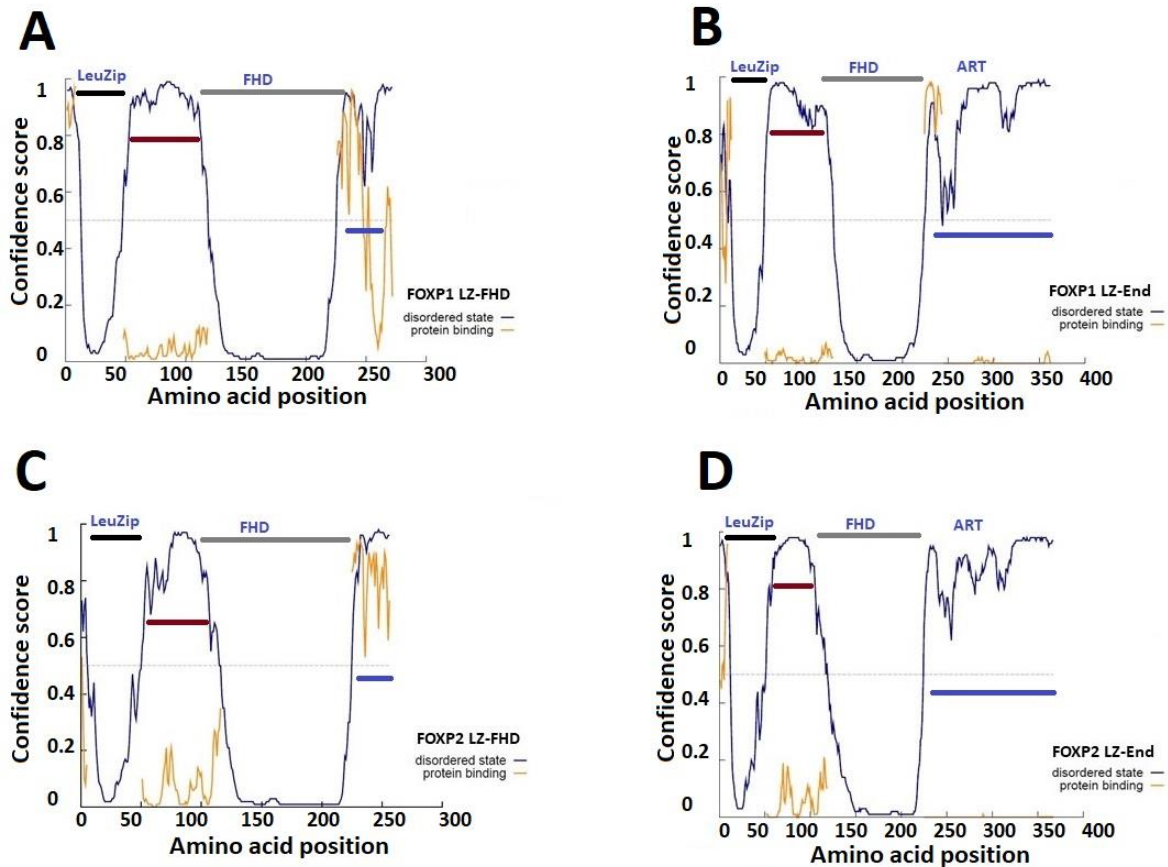 A
LeuZip
FHD
1
0.8
0.6
0.4
0.2
0
Confidence score
FOXP1 LZ-FHD
disordered state
protein binding
0 50 100 150 200 250 300
Amino acid position
B
LeuZip
FHD
ART
1
0.8
0.6
0.4
0.2
0
Confidence score
FOXP1 LZ-End
disordered state
protein binding
0 50 100 150 200 250 300 350 400
Amino acid position
C
LeuZip
FHD
1
0.8
0.6
0.4
0.2
0
Confidence score
FOXP2 LZ-FHD
disordered state
protein binding
0 50 100 150 200 250 300
Amino acid position
D
LeuZip
FHD
ART
1
0.8
0.6
0.4
0.2
0
Confidence score
FOXP2 LZ-End
disordered state
protein binding
0 50 100 150 200 250 300 350 400
Amino acid position